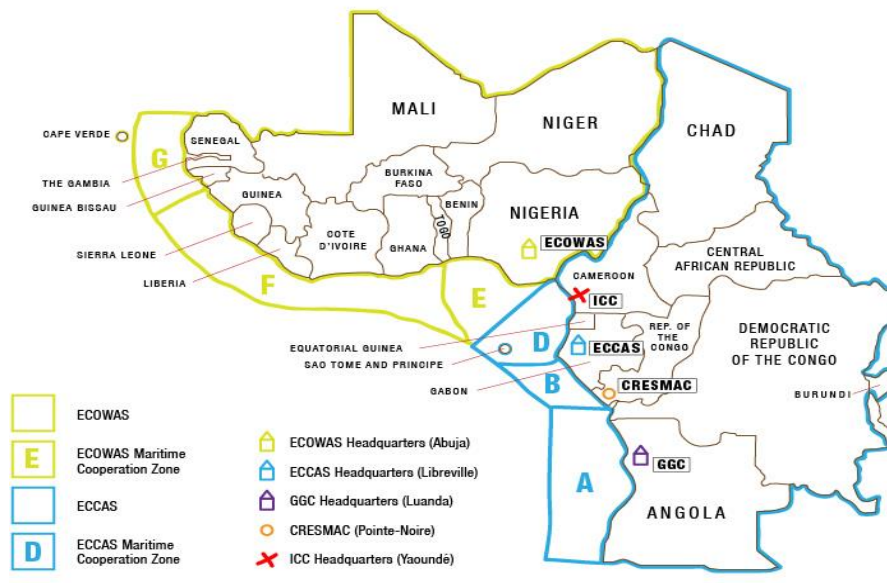 MALI
NIGER
CHAD
CAPE VERDE
SENEGAL
G
THE GAMBIA
GUINEA BISSAU
GUINEA
BURKINA
FASO
BENIN
NIGERIA
TOGO
COTE
D'IVOIRE
GHANA
ECOWAS
SIERRA LEONE
LIBERIA
F
E
CAMEROON
CENTRAL
AFRICAN REPUBLIC
ICC
EQUATORIAL GUINEA
SAO TOME AND PRINCIPE
D
ECCAS
REP. OF
THE
CONGO
DEMOCRATIC
REPUBLIC
OF THE CONGO
GABON
B
CRESMAC
BURUNDI
A
GGC
ANGOLA
ECOWAS
E
ECOWAS Maritime
Cooperation Zone
ECCAS
D
ECCAS Maritime
Cooperation Zone
ECOWAS Headquarters (Abuja)
ECCAS Headquarters (Libreville)
GGC Headquarters (Luanda)
CRESMAC (Pointe-Noire)
ICC Headquarters (Yaoundé)